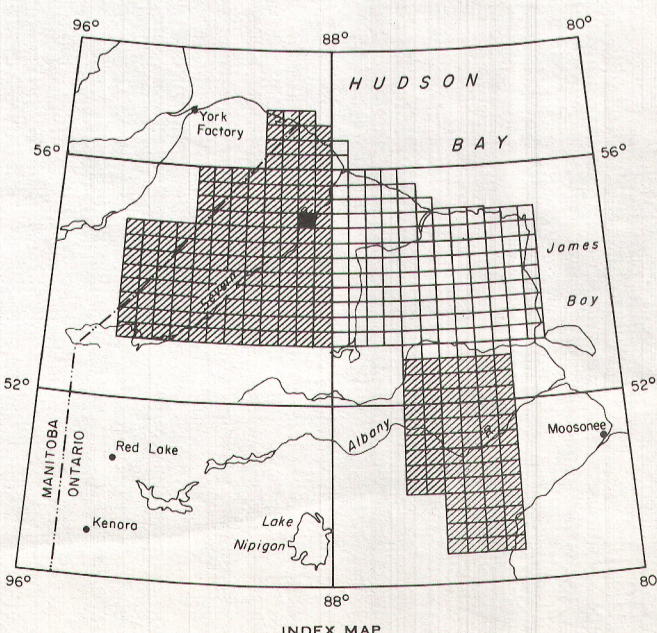 96°
88°
80°
HUDSON
BAY
York
Factory
56°
56°
James
Bay
Severn
52°
52°
MANITOBA
ONTARIO
Red Lake
Albany
R.
Moosonee
Kenora
Lake
Nipigon
96°
88°
80
INDEX MAP